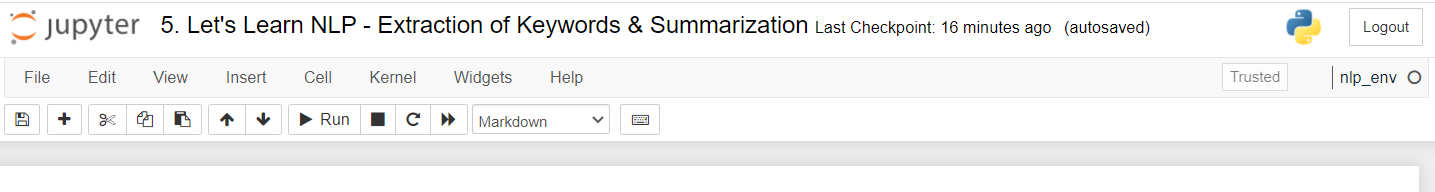 jupyter 5. Let's Learn NLP - Extraction of Keywords & Summarization Last Checkpoint: 16 minutes ago (autosaved) Logout
File Edit View Insert Cell Kernel Widgets Help Trusted nlp_env
Run Markdown